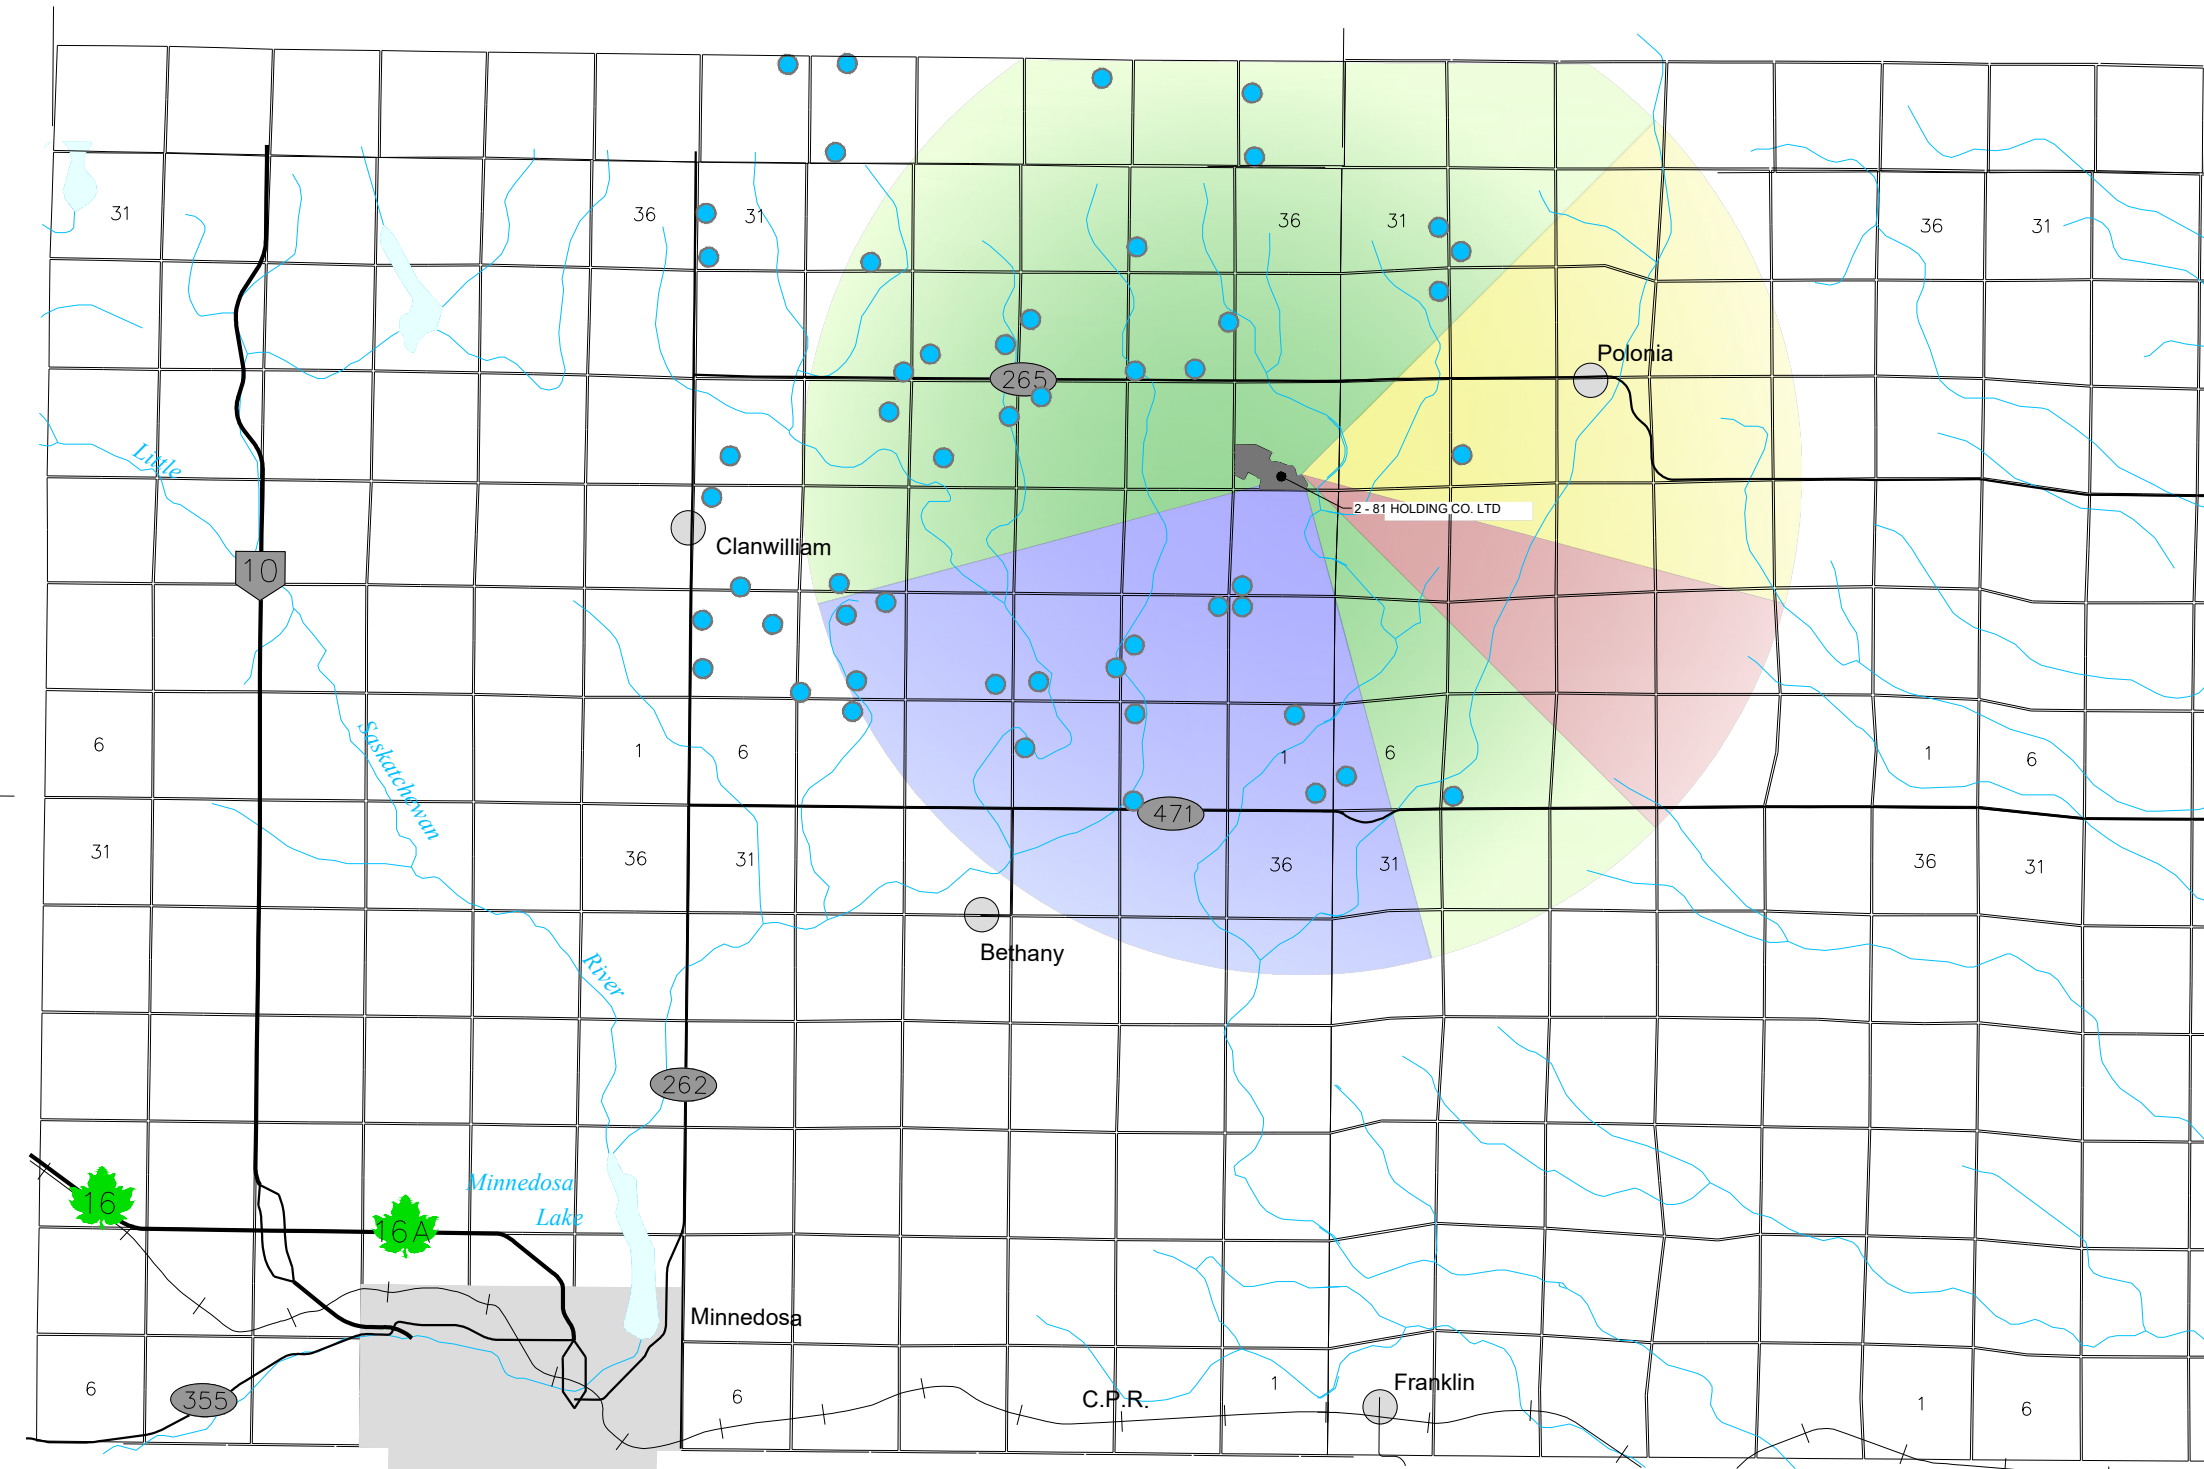 31
36
31
36
31
36
31
Polonia
265
Little
2 - 81 HOLDING CO. LTD
Clanwilliam
10
Saskatchewan
6
1
6
1
6
1
6
471
31
36
31
36
31
36
31
Bethany
River
262
Minnedosa
Lake
16
16A
Minnedosa
355
6
6
C.P.R.
1
Franklin
1
6